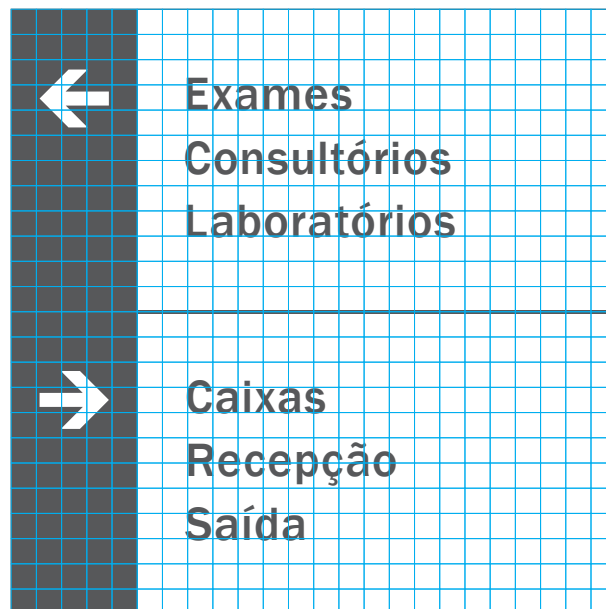 Exames
Consultórios
Laboratórios
Caixas
Recepção
Saída